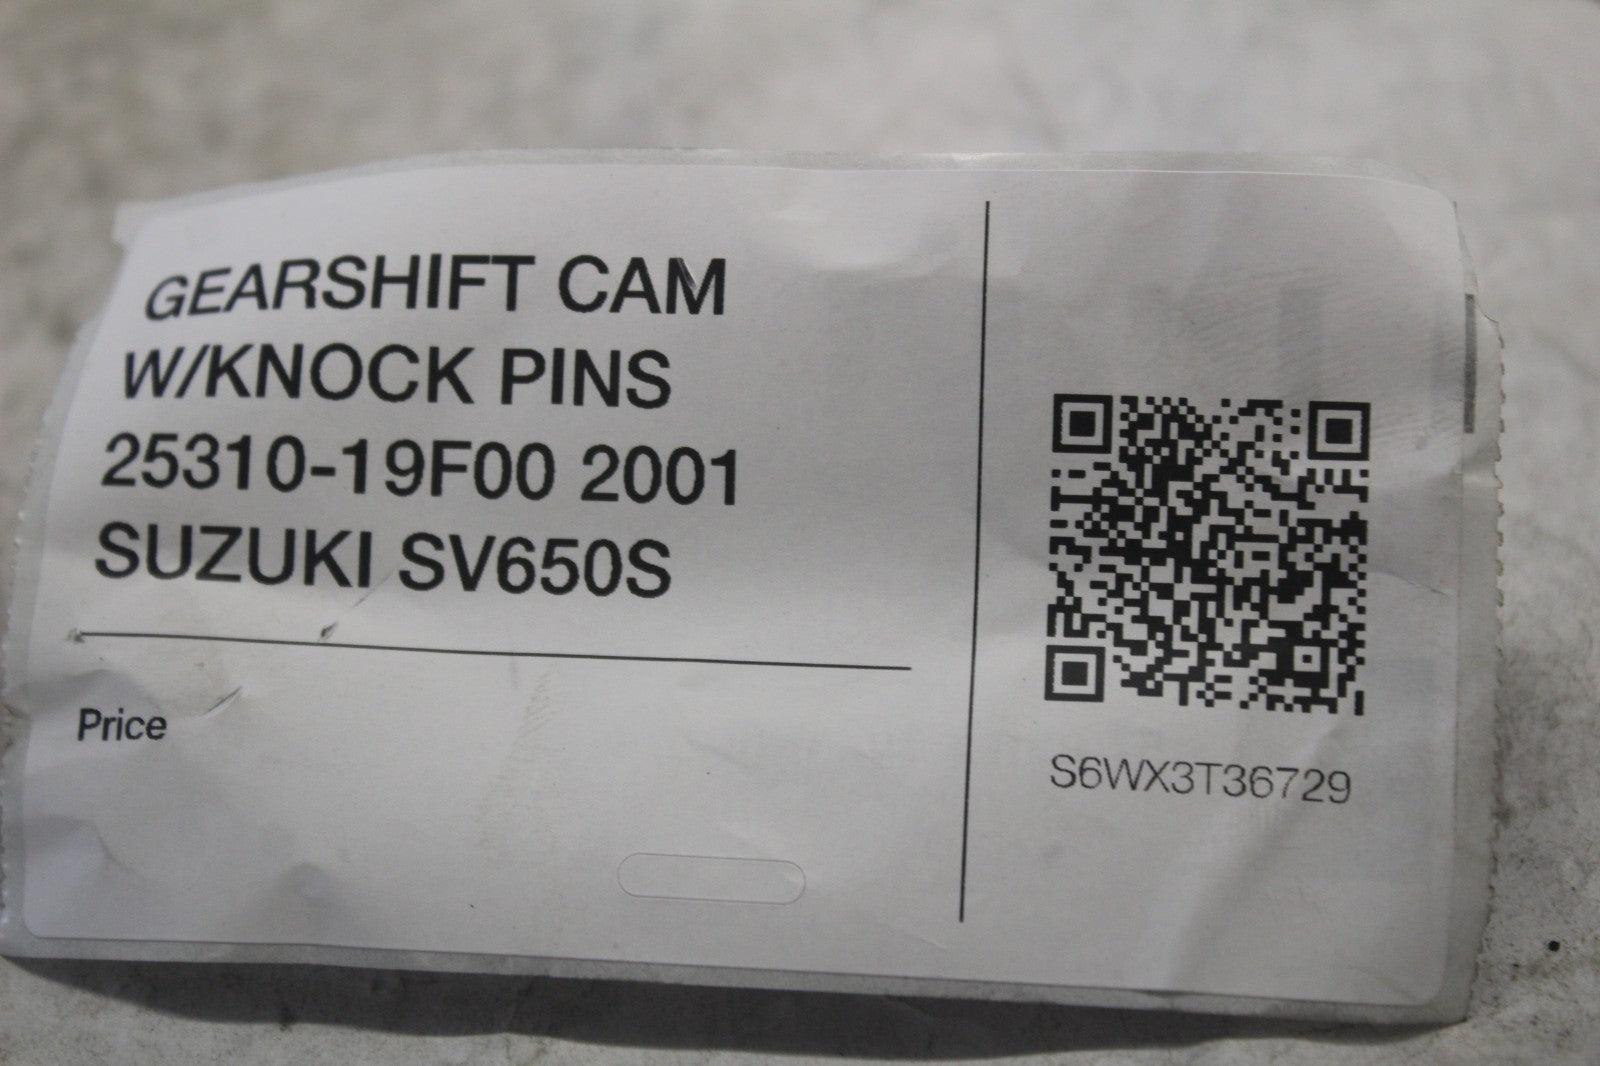 GEARSHIFT CAM
W/KNOCK PINS
25310-19F00 2001
SUZUKI SV650S
Price
S6WX3T36729